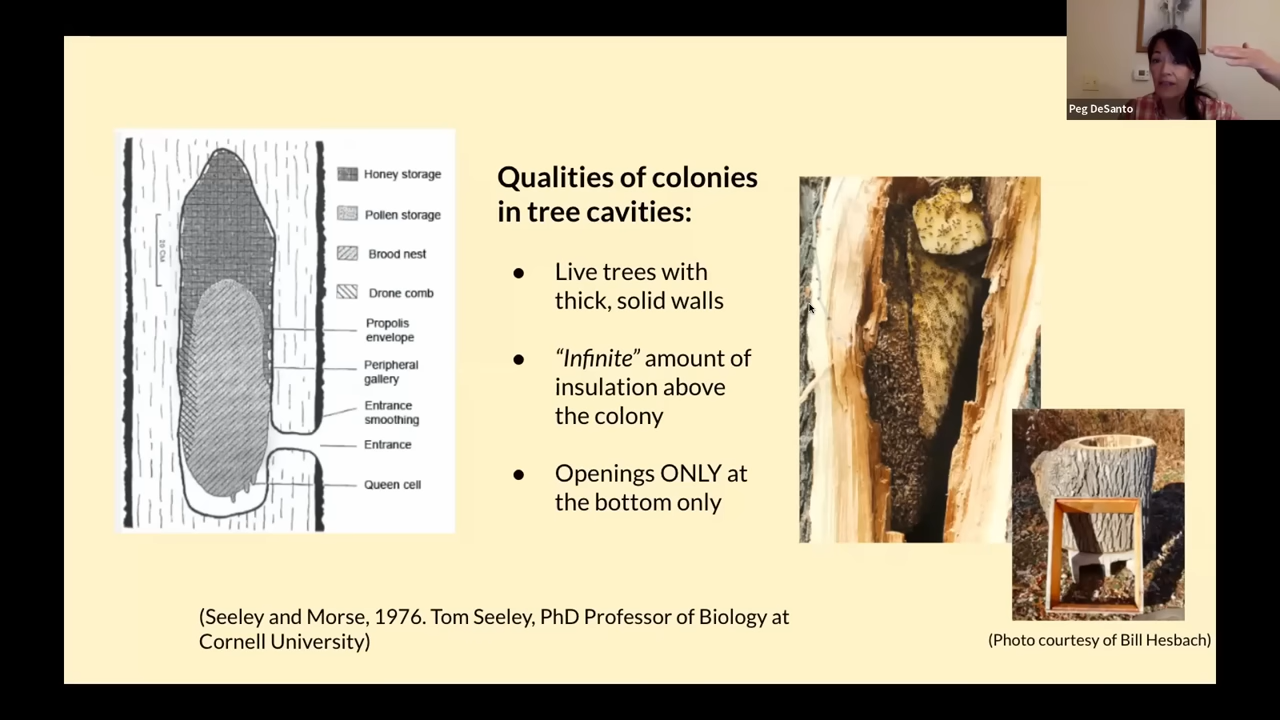 Peg DeSanto
Honey storage
Pollen storage
Brood nest
Drone comb
Propolis
envelope
Peripheral
gallery
Entrance
smoothing
Entrance
Queen cell
Qualities of colonies
in tree cavities:
● Live trees with
thick, solid walls
● “Infinite” amount of
insulation above
the colony
● Openings ONLY at
the bottom only
(Seeley and Morse, 1976. Tom Seeley, PhD Professor of Biology at
Cornell University)
(Photo courtesy of Bill Hesbach)